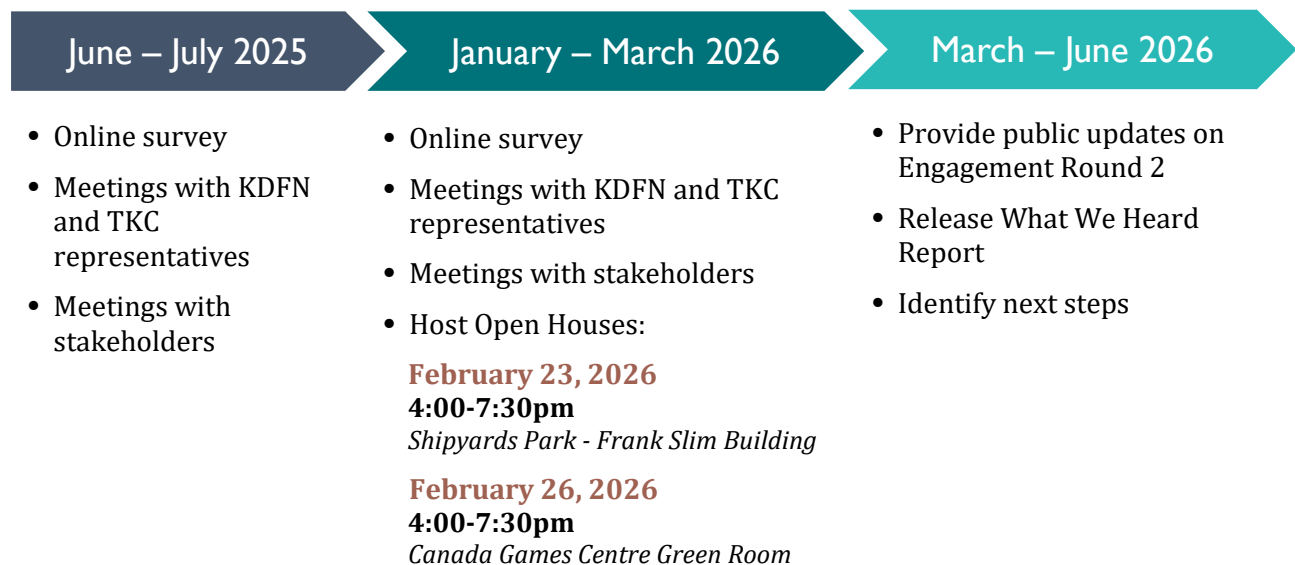 June – July 2025
• Online survey
• Meetings with KDFN
and TKC
representatives
• Meetings with
stakeholders
January – March 2026
• Online survey
• Meetings with KDFN and TKC
representatives
• Meetings with stakeholders
• Host Open Houses:
February 23, 2026
4:00-7:30pm
Shipyards Park - Frank Slim Building
February 26, 2026
4:00-7:30pm
Canada Games Centre Green Room
March – June 2026
• Provide public updates on
Engagement Round 2
• Release What We Heard
Report
• Identify next steps